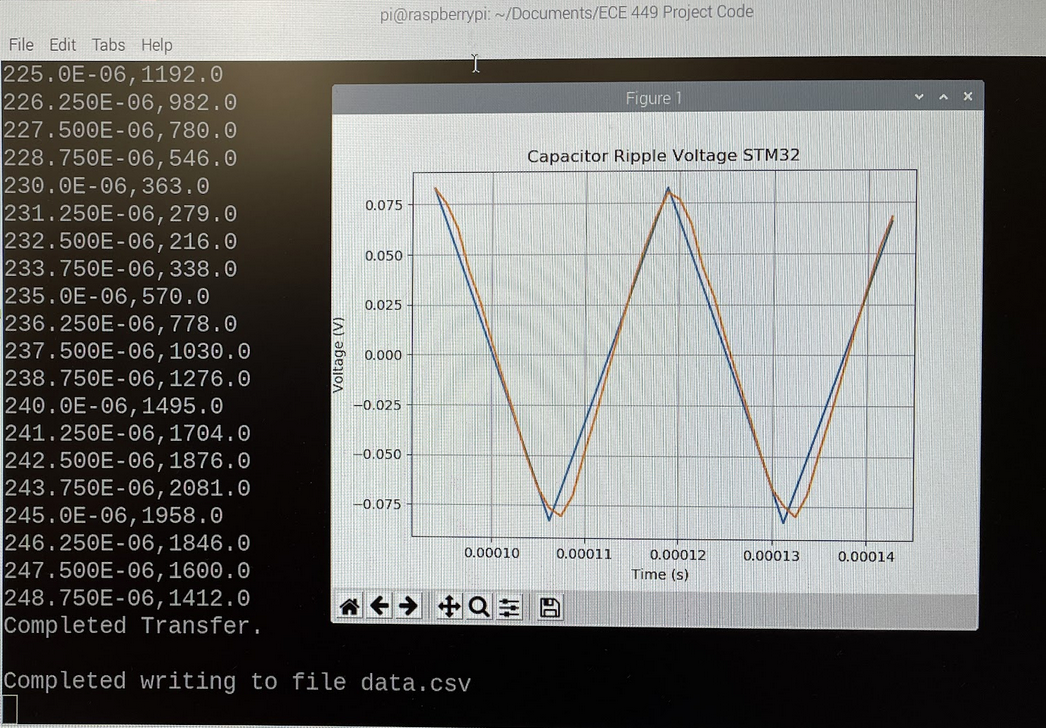 pi@raspberrypi: ~/Documents/ECE 449 Project Code
File Edit Tabs Help
225.0E-06,1192.0
226.250E-06,982.0
227.500E-06,780.0
228.750E-06,546.0
230.0E-06,363.0
231.250E-06,279.0
232.500E-06,216.0
233.750E-06,338.0
235.0E-06,570.0
236.250E-06,778.0
237.500E-06,1030.0
238.750E-06,1276.0
240.0E-06,1495.0
241.250E-06,1704.0
242.500E-06,1876.0
243.750E-06,2081.0
245.0E-06,1958.0
246.250E-06,1846.0
247.500E-06,1600.0
248.750E-06,1412.0
Completed Transfer.
Completed writing to file data.csv
Figure 1
Capacitor Ripple Voltage STM32
Voltage (V)
0.075
0.050
0.025
0.000
−0.025
−0.050
−0.075
0.00010 0.00011 0.00012 0.00013 0.00014
Time (s)